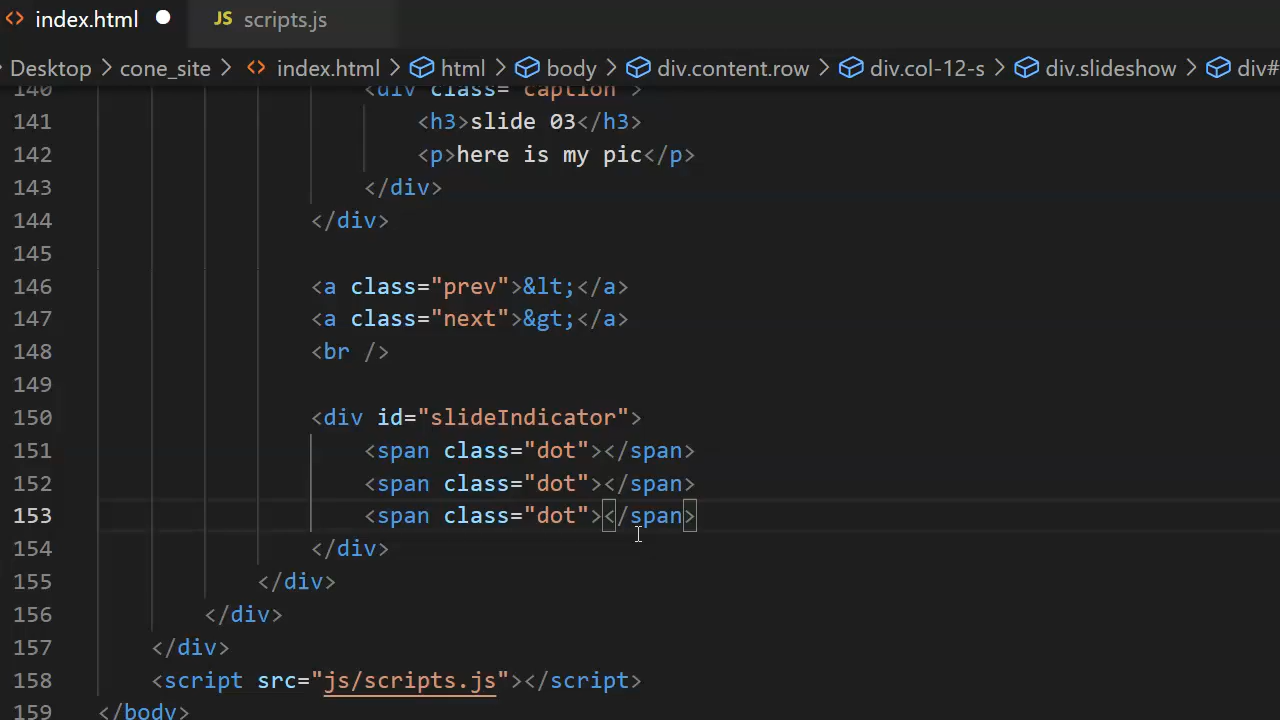 index.html
JS scripts.js
Desktop > cone_site > <> index.html > html > body > div.content.row > div.col-12-s > div.slideshow > div#
140 <div class="caption">
141 <h3>slide 03</h3>
142 <p>here is my pic</p>
143 </div>
144 </div>
145
146 <a class="prev">&lt;</a>
147 <a class="next">&gt;</a>
148 <br />
149
150 <div id="slideIndicator">
151 <span class="dot"></span>
152 <span class="dot"></span>
153 <span class="dot"></span>
154 </div>
155 </div>
156 </div>
157 </div>
158 <script src="js/scripts.js"></script>
159 </body>